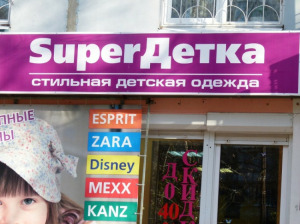 SuperДетка
стильная детская одежда
ESPRIT
ZARA
Disney
MEXX
KANZ
СКИД
ДО
40